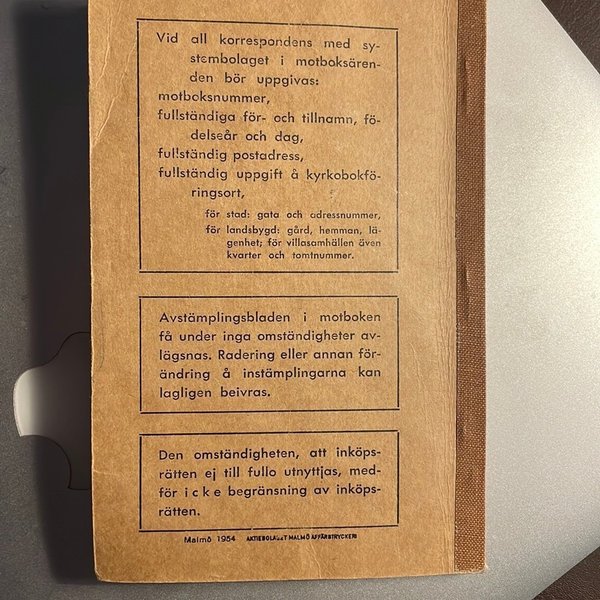 Vid all korrespondens med sy-
stembolaget i motboksären-
den bör uppgivas:
motboksnummer,
fullständiga för- och tillnamn, fö-
delseår och dag,
fullständig postadress,
fullständig uppgift å kyrkobokfö-
ringsort,
för stad: gata och adressnummer,
för landsbygd: gård, hemman, lä-
genhet; för villasamhällen även
kvarter och tomtnummer.
Avstämplingsbladen i motboken
få under inga omständigheter av-
lägsnas. Radering eller annan för-
ändring å instämplingarna kan
lagligen beivras.
Den omständigheten, att inköps-
rätten ej till fullo utnyttjas, med-
för i c k e begränsning av inköps-
rätten.
Malmö 1954 AKTIEBOLAGET MALMÖ AFFÄRSTRYCKERI